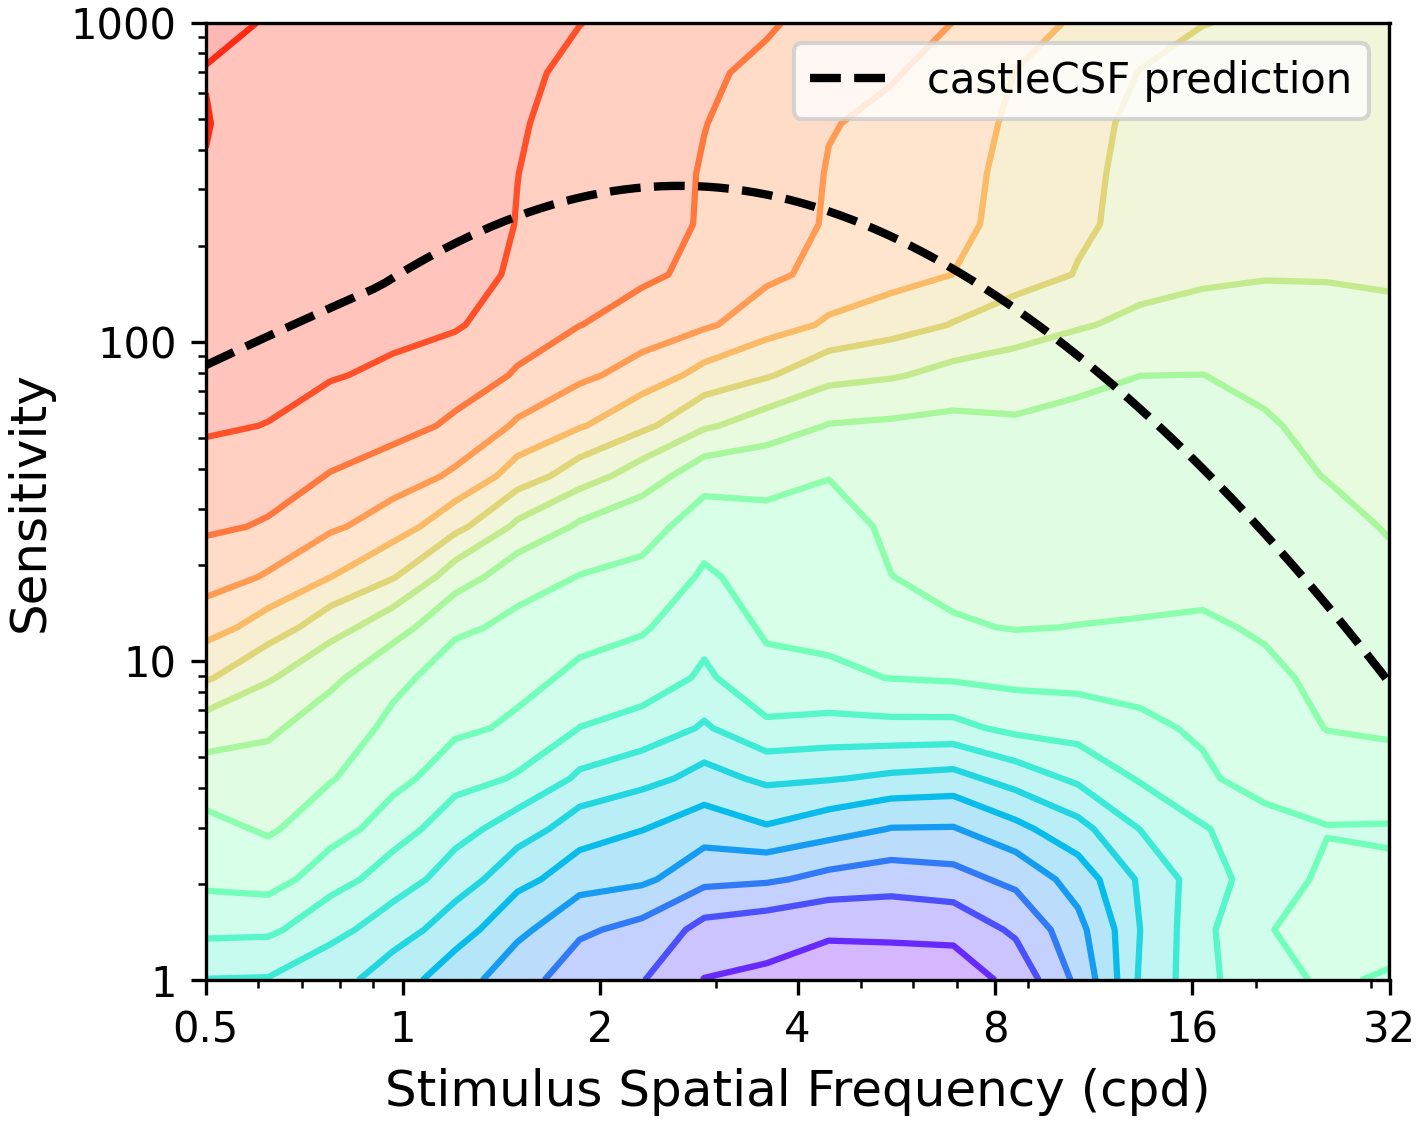 1000
castleCSF prediction
100
Sensitivity
10
1
0.5 1 2 4 8 16 32
Stimulus Spatial Frequency (cpd)